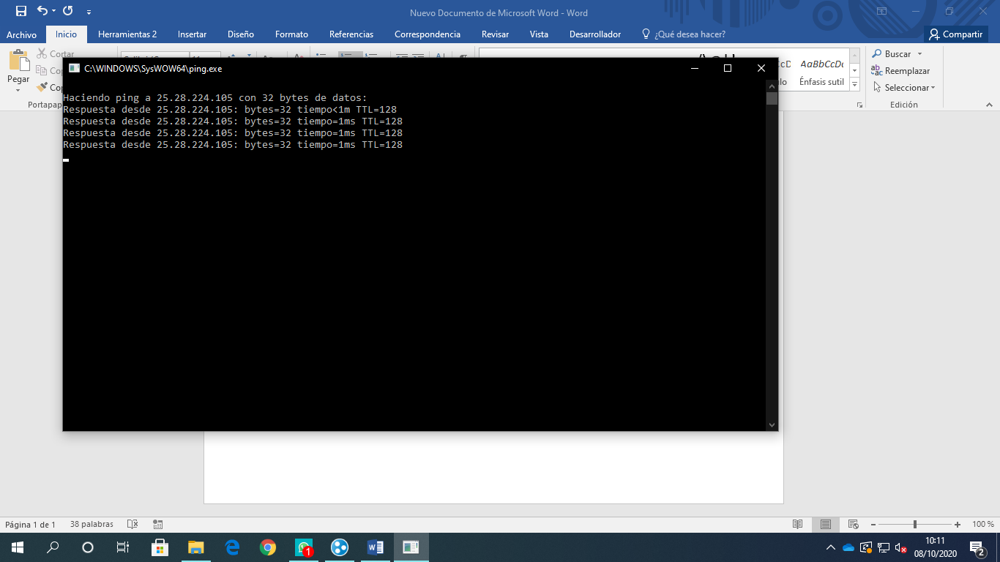 Nuevo Documento de Microsoft Word - Word
Archivo Inicio Herramientas 2 Insertar Diseño Formato Referencias Correspondencia Revisar Vista Desarrollador ¿Qué desea hacer? Compartir
Cortar
Pegar
Portapap
C:\WINDOWS\SysWOW64\ping.exe
Haciendo ping a 25.28.224.105 con 32 bytes de datos:
Respuesta desde 25.28.224.105: bytes=32 tiempo<1m TTL=128
Respuesta desde 25.28.224.105: bytes=32 tiempo=1ms TTL=128
Respuesta desde 25.28.224.105: bytes=32 tiempo=1ms TTL=128
Respuesta desde 25.28.224.105: bytes=32 tiempo=1ms TTL=128
AaBbCcDc
Énfasis sutil
Buscar
Reemplazar
Seleccionar
Edición
Página 1 de 1 38 palabras 100 %
1
10:11
08/10/2020
2